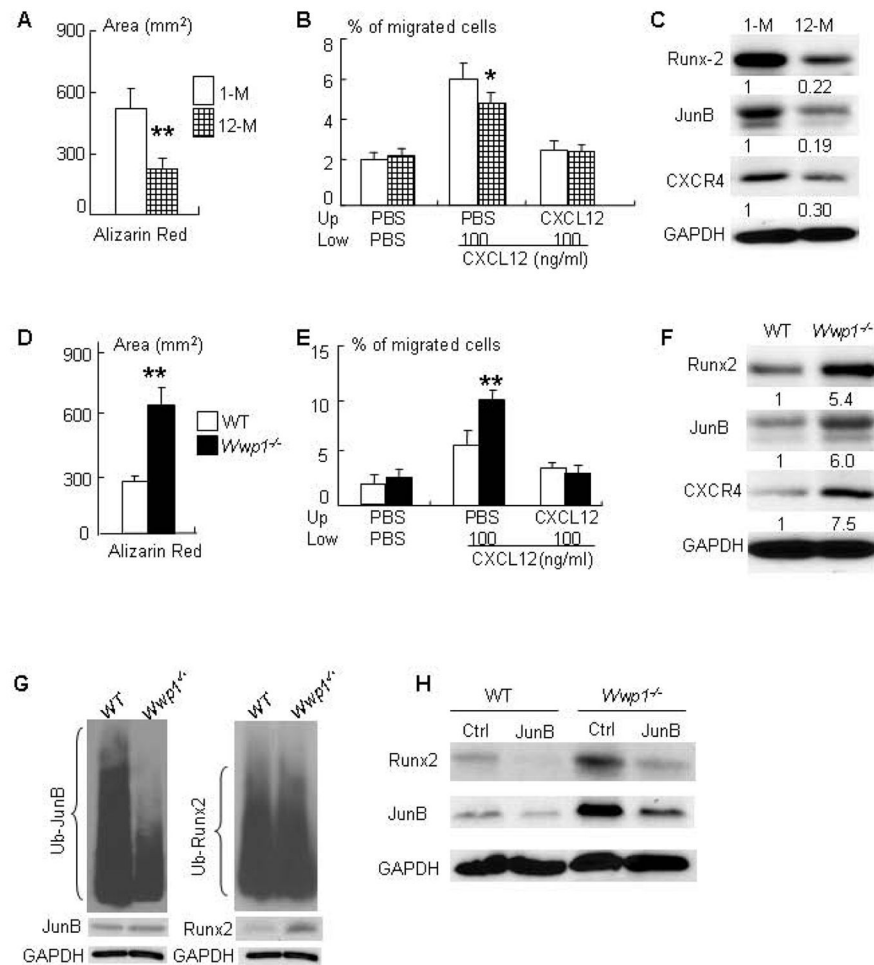 A
Area (mm²)
900
600
300
0
**
1-M
12-M
Alizarin Red
B
% of migrated cells
8
6
4
2
0
*
Up PBS PBS CXCL12
Low PBS 100 100
CXCL12 (ng/ml)
C
1-M 12-M
Runx-2
1 0.22
JunB
1 0.19
CXCR4
1 0.30
GAPDH
D
Area (mm²)
900
600
300
0
**
WT
Wwp1-/-
Alizarin Red
E
% of migrated cells
15
10
5
0
**
Up PBS PBS CXCL12
Low PBS 100 100
CXCL12(ng/ml)
F
WT Wwp1-/-
Runx2
1 5.4
JunB
1 6.0
CXCR4
1 7.5
GAPDH
G
WT Wwp1-/-
Ub-JunB
JunB
GAPDH
WT Wwp1-/-
Ub-Runx2
Runx2
GAPDH
H
WT Wwp1-/-
Ctrl JunB Ctrl JunB
Runx2
JunB
GAPDH